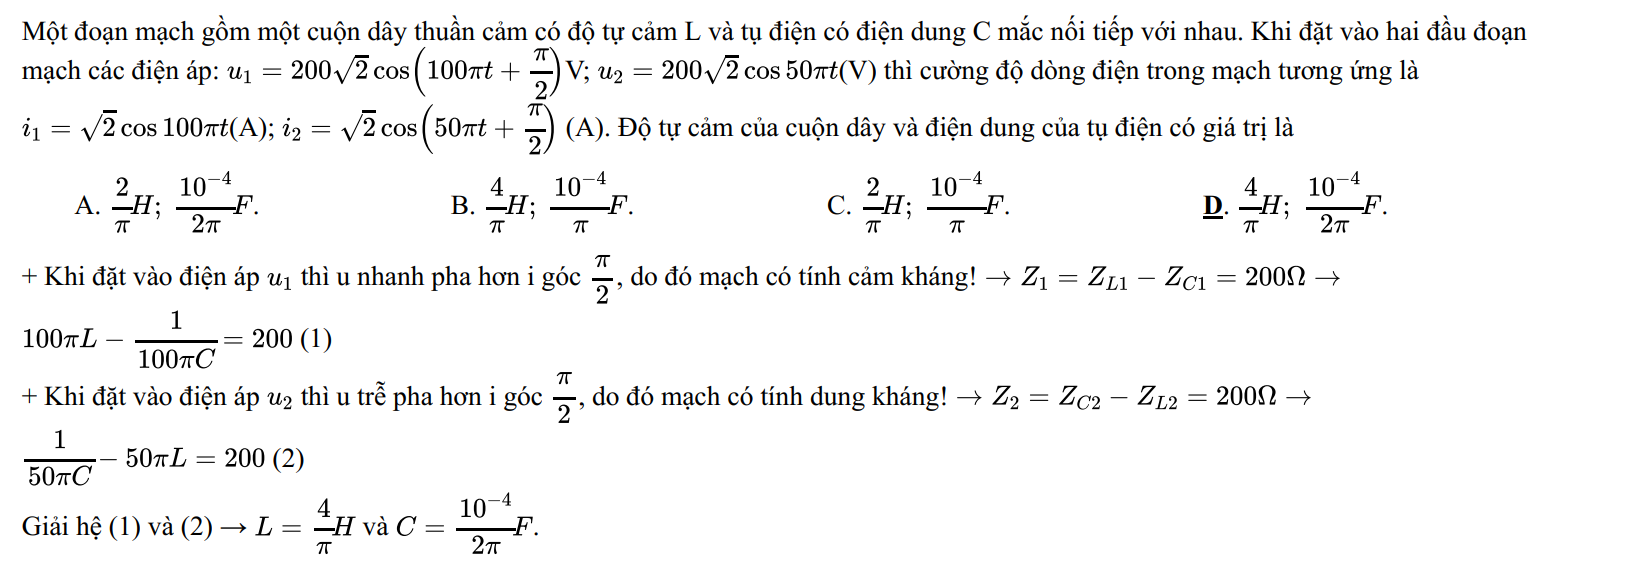 Một đoạn mạch gồm một cuộn dây thuần cảm có độ tự cảm L và tụ điện có điện dung C mắc nối tiếp với nhau. Khi đặt vào hai đầu đoạn
mạch các điện áp: $u_1 = 200\sqrt{2}\cos\left(100\pi t + \frac{\pi}{2}\right)$V; $u_2 = 200\sqrt{2}\cos 50\pi t$(V) thì cường độ dòng điện trong mạch tương ứng là
$i_1 = \sqrt{2}\cos 100\pi t$(A); $i_2 = \sqrt{2}\cos\left(50\pi t + \frac{\pi}{2}\right)$ (A). Độ tự cảm của cuộn dây và điện dung của tụ điện có giá trị là
A. $\frac{2}{\pi}H;\ \frac{10^{-4}}{2\pi}F$. B. $\frac{4}{\pi}H;\ \frac{10^{-4}}{\pi}F$. C. $\frac{2}{\pi}H;\ \frac{10^{-4}}{\pi}F$. D. $\frac{4}{\pi}H;\ \frac{10^{-4}}{2\pi}F$.
+ Khi đặt vào điện áp $u_1$ thì u nhanh pha hơn i góc $\frac{\pi}{2}$, do đó mạch có tính cảm kháng! → $Z_1 = Z_{L1} - Z_{C1} = 200\Omega$ →
$100\pi L - \frac{1}{100\pi C} = 200$ (1)
+ Khi đặt vào điện áp $u_2$ thì u trễ pha hơn i góc $\frac{\pi}{2}$, do đó mạch có tính dung kháng! → $Z_2 = Z_{C2} - Z_{L2} = 200\Omega$ →
$\frac{1}{50\pi C} - 50\pi L = 200$ (2)
Giải hệ (1) và (2) → $L = \frac{4}{\pi}H$ và $C = \frac{10^{-4}}{2\pi}F$.